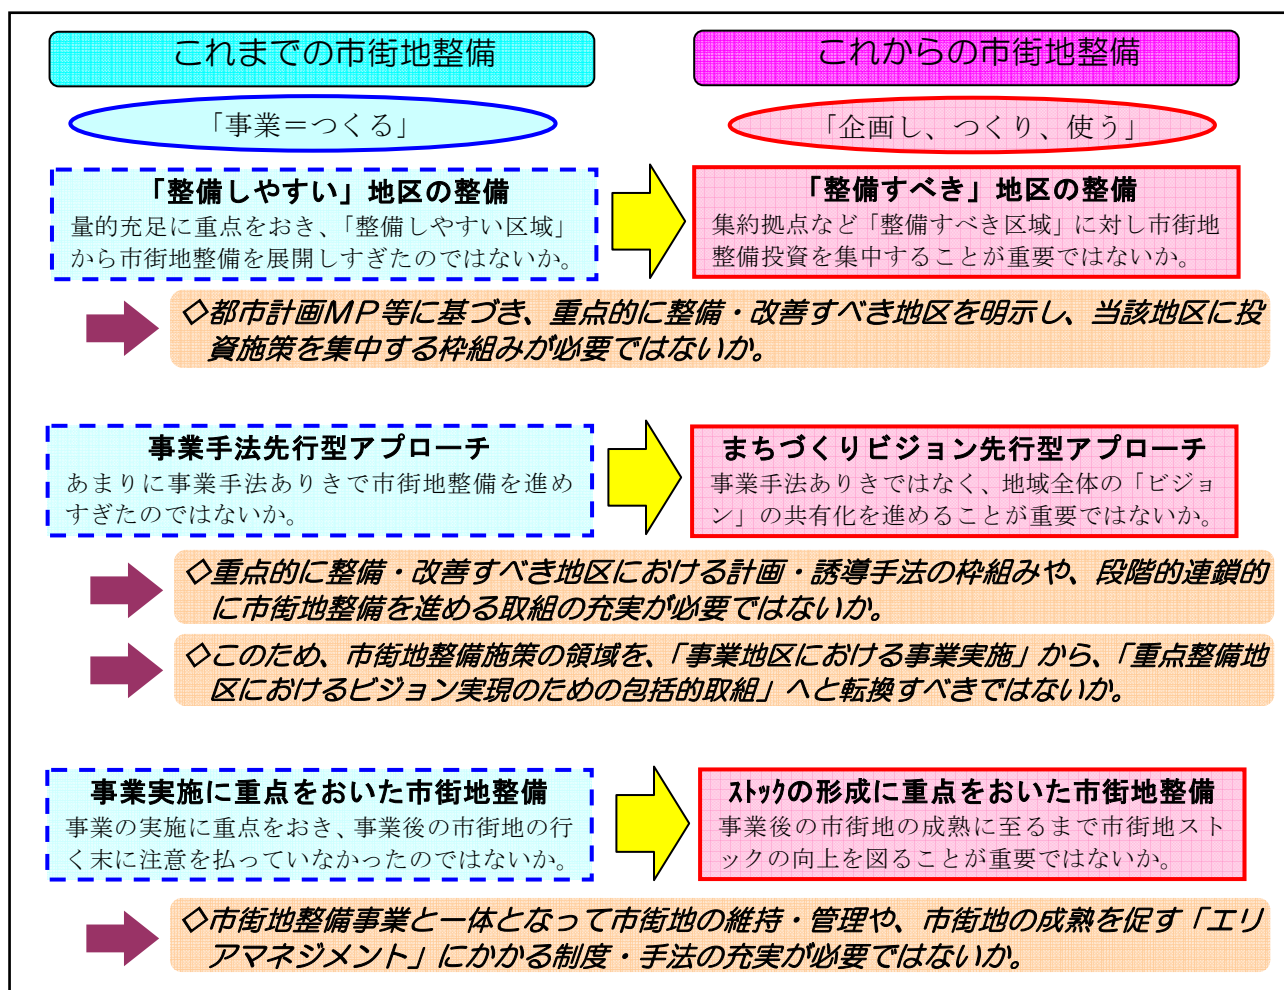 これまでの市街地整備
これからの市街地整備
「事業＝つくる」
「企画し、つくり、使う」
「整備しやすい」地区の整備
量的充足に重点をおき、「整備しやすい区域」
から市街地整備を展開しすぎたのではないか。
「整備すべき」地区の整備
集約拠点など「整備すべき区域」に対し市街地
整備投資を集中することが重要ではないか。
◇都市計画ＭＰ等に基づき、重点的に整備・改善すべき地区を明示し、当該地区に投
資施策を集中する枠組みが必要ではないか。
事業手法先行型アプローチ
あまりに事業手法ありきで市街地整備を進め
すぎたのではないか。
まちづくりビジョン先行型アプローチ
事業手法ありきではなく、地域全体の「ビジョ
ン」の共有化を進めることが重要ではないか。
◇重点的に整備・改善すべき地区における計画・誘導手法の枠組みや、段階的連鎖的
に市街地整備を進める取組の充実が必要ではないか。
◇このため、市街地整備施策の領域を、「事業地区における事業実施」から、「重点整備地
区におけるビジョン実現のための包括的取組」へと転換すべきではないか。
事業実施に重点をおいた市街地整備
事業の実施に重点をおき、事業後の市街地の行
く末に注意を払っていなかったのではないか。
ｽﾄｯｸの形成に重点をおいた市街地整備
事業後の市街地の成熟に至るまで市街地スト
ックの向上を図ることが重要ではないか。
◇市街地整備事業と一体となって市街地の維持・管理や、市街地の成熟を促す「エリ
アマネジメント」にかかる制度・手法の充実が必要ではないか。